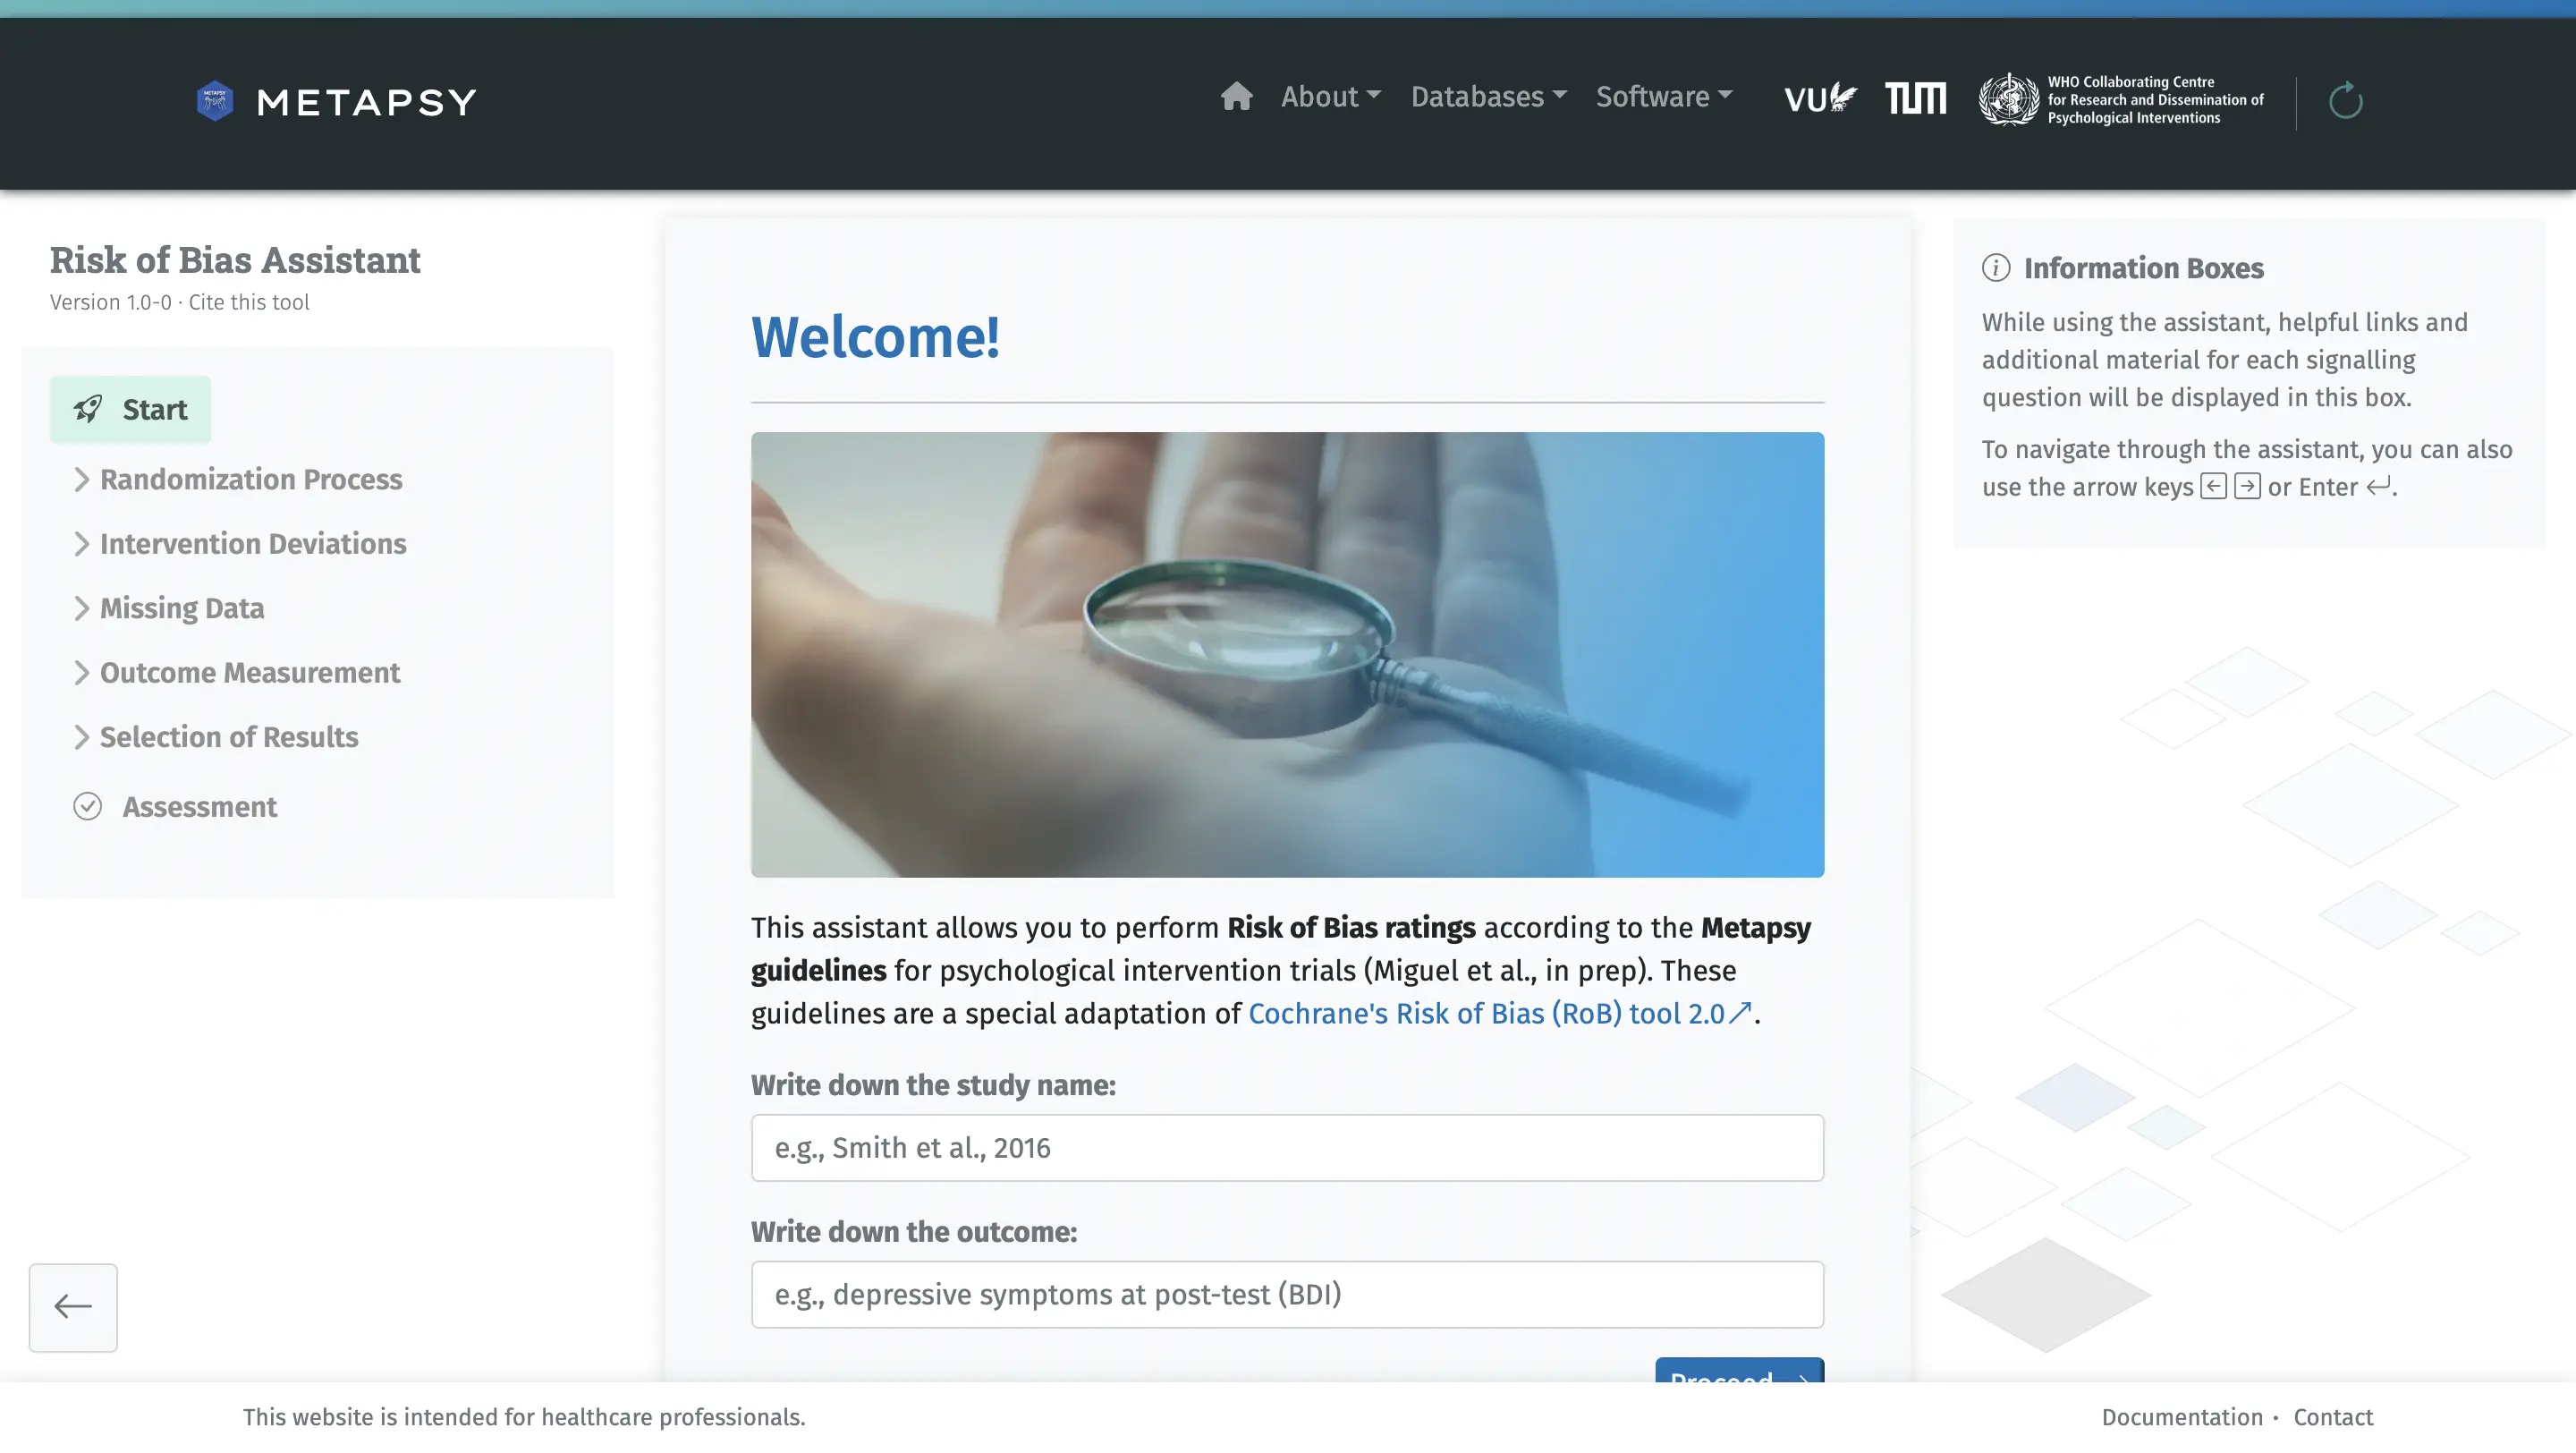 METAPSY
About
Databases
Software
VU
TUM
WHO Collaborating Centre
for Research and Dissemination of
Psychological Interventions
Risk of Bias Assistant
Version 1.0-0 · Cite this tool
Start
Randomization Process
Intervention Deviations
Missing Data
Outcome Measurement
Selection of Results
Assessment
Welcome!
This assistant allows you to perform Risk of Bias ratings according to the Metapsy
guidelines for psychological intervention trials (Miguel et al., in prep). These
guidelines are a special adaptation of Cochrane's Risk of Bias (RoB) tool 2.0.
Write down the study name:
e.g., Smith et al., 2016
Write down the outcome:
e.g., depressive symptoms at post-test (BDI)
Proceed
Information Boxes
While using the assistant, helpful links and
additional material for each signalling
question will be displayed in this box.
To navigate through the assistant, you can also
use the arrow keys ← → or Enter ↵.
This website is intended for healthcare professionals.
Documentation · Contact